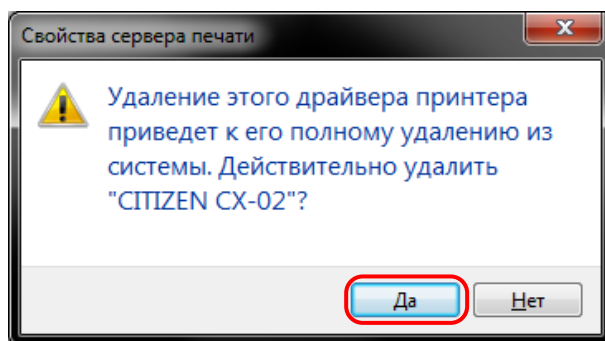 Свойства сервера печати
Удаление этого драйвера принтера
приведет к его полному удалению из
системы. Действительно удалить
"CITIZEN CX-02"?
Да
Нет